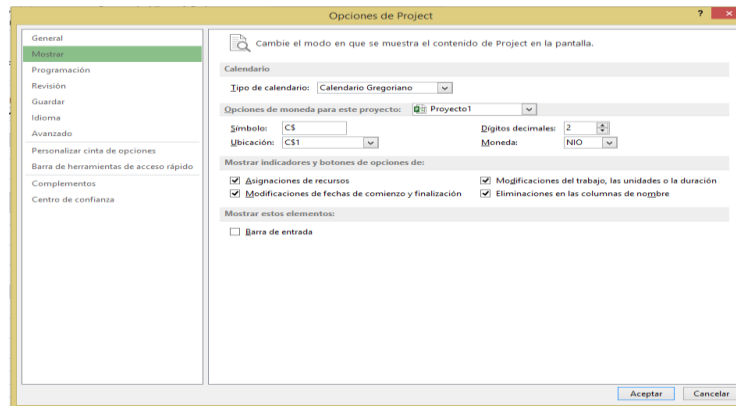 Opciones de Project
?
General
Mostrar
Programación
Revisión
Guardar
Idioma
Avanzado
Personalizar cinta de opciones
Barra de herramientas de acceso rápido
Complementos
Centro de confianza
Cambie el modo en que se muestra el contenido de Project en la pantalla.
Calendario
Tipo de calendario: Calendario Gregoriano
Opciones de moneda para este proyecto: Proyecto1
Símbolo: C$ Dígitos decimales: 2
Ubicación: C$1 Moneda: NIO
Mostrar indicadores y botones de opciones de:
Asignaciones de recursos Modificaciones del trabajo, las unidades o la duración
Modificaciones de fechas de comienzo y finalización Eliminaciones en las columnas de nombre
Mostrar estos elementos:
Barra de entrada
Aceptar Cancelar